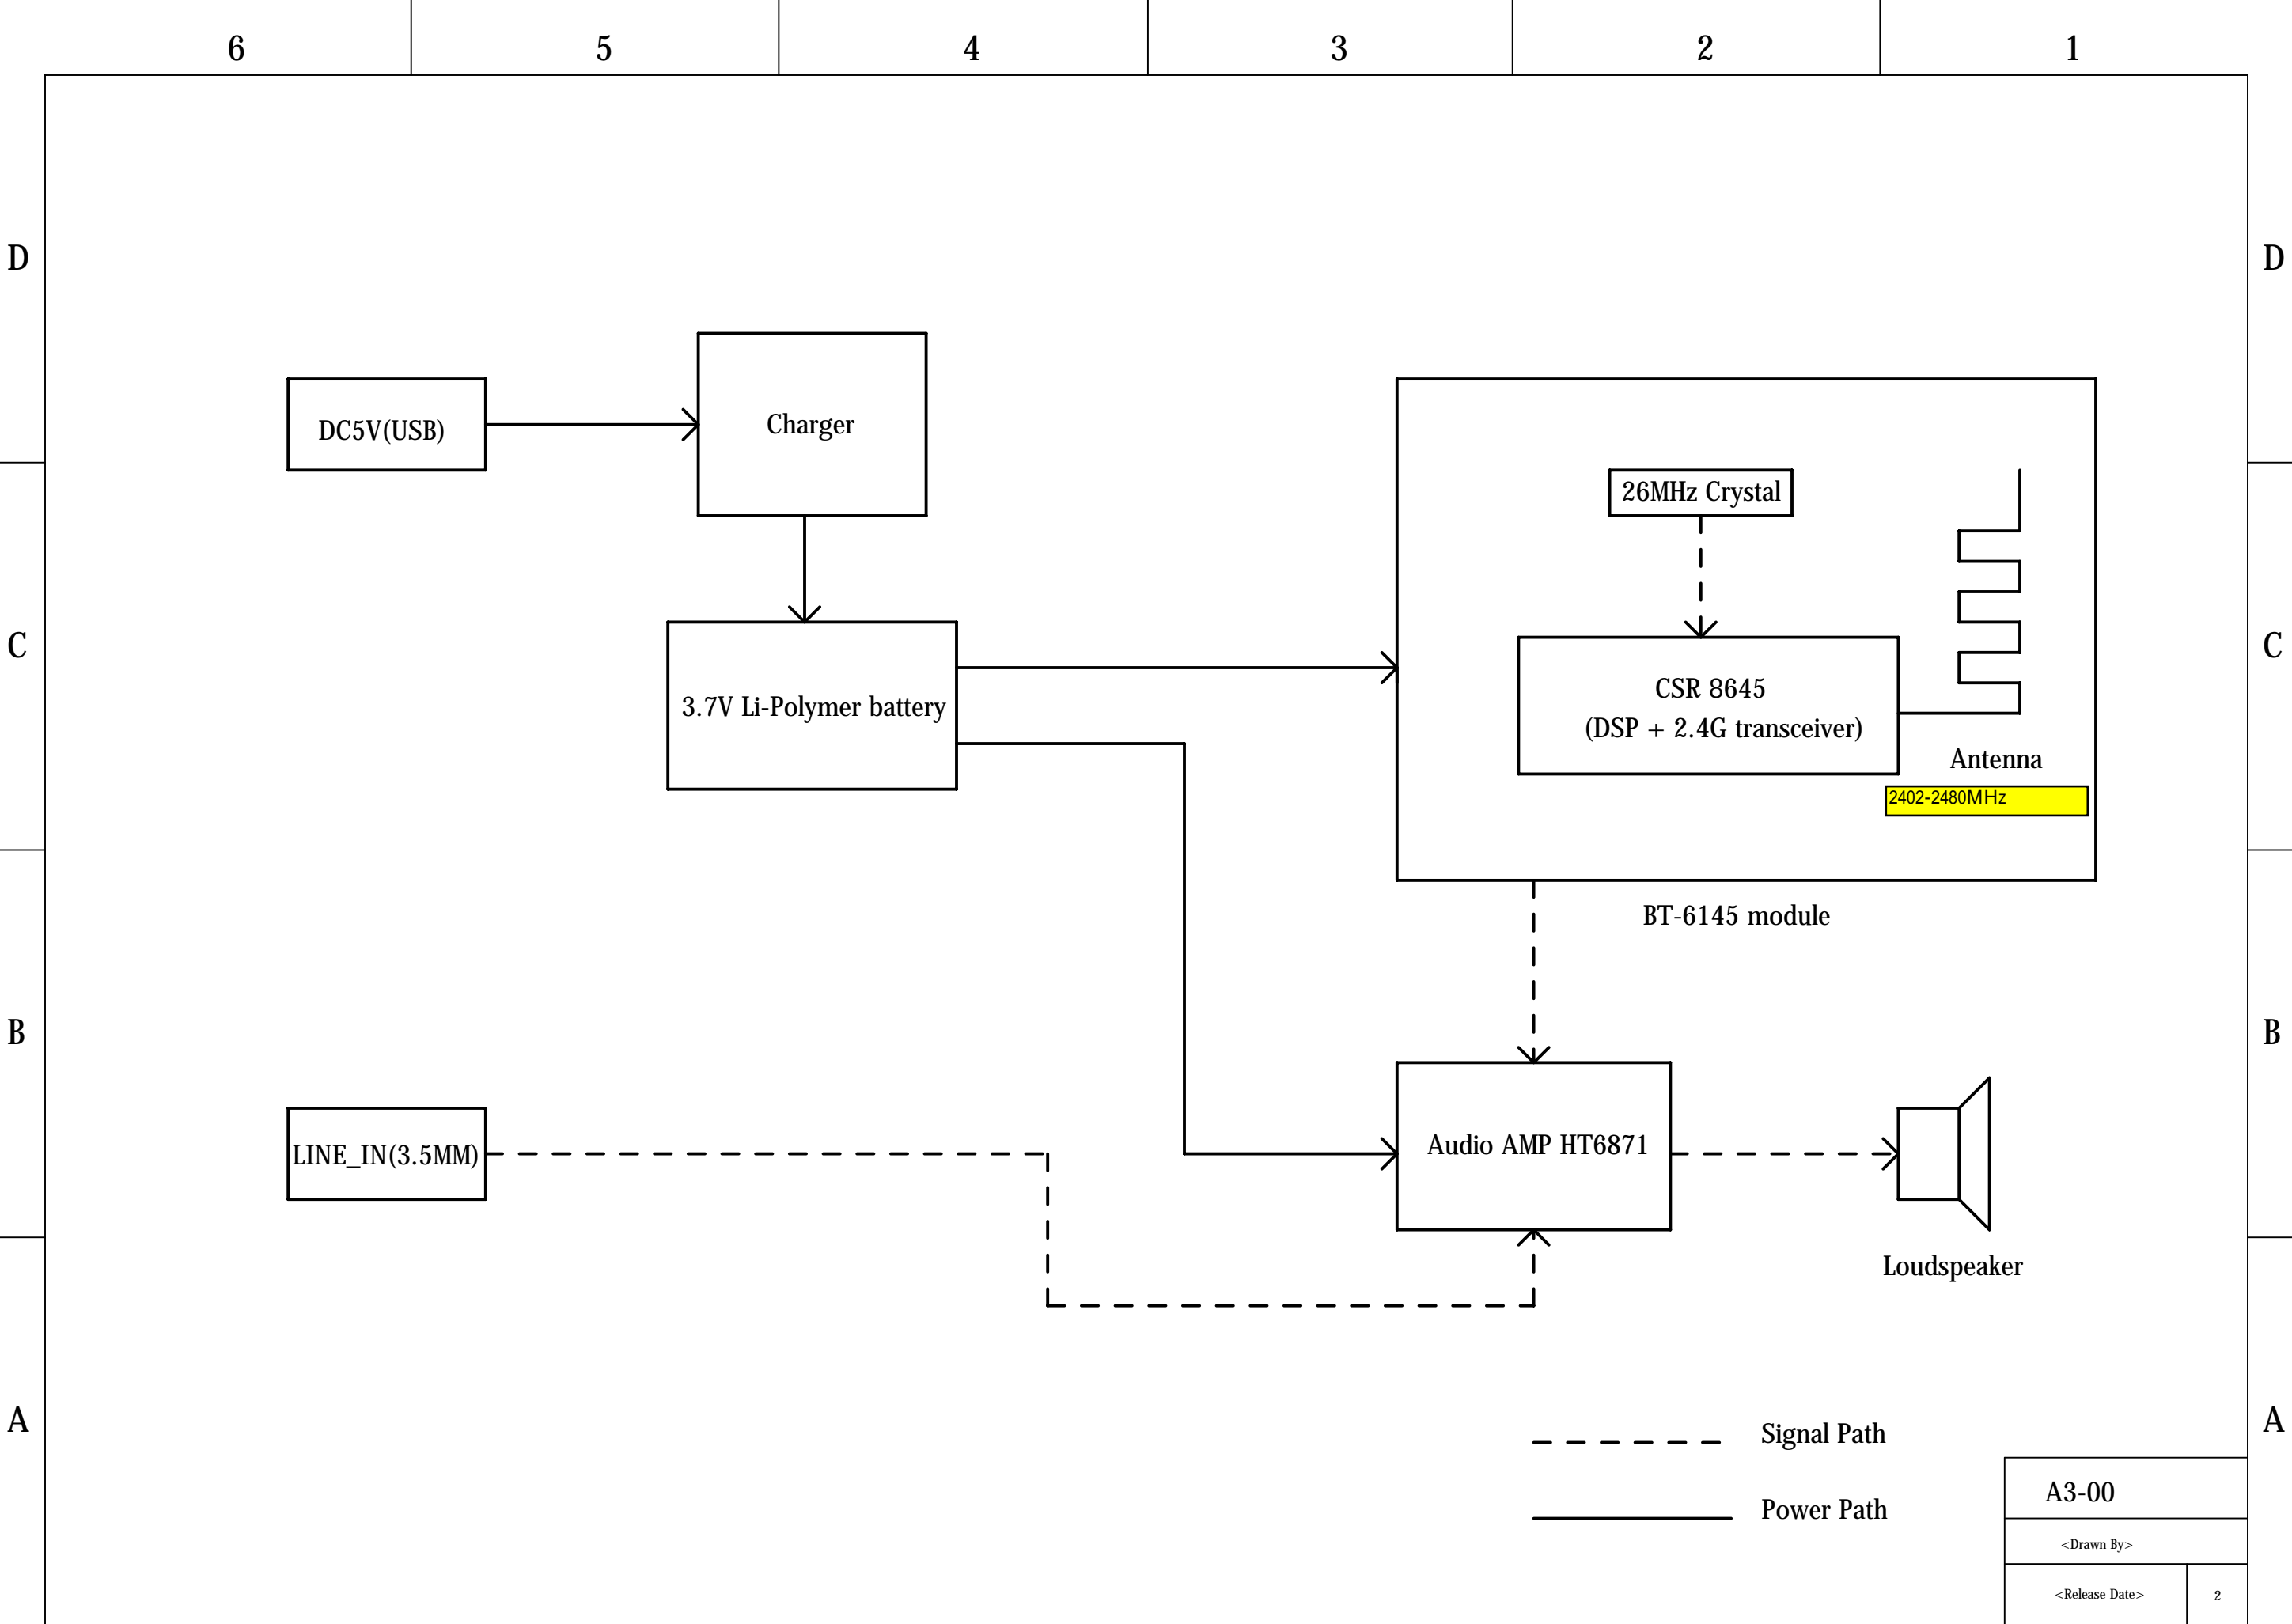 6 5 4 3 2 1
D D
DC5V(USB)
Charger
26MHz Crystal
C C
3.7V Li-Polymer battery
CSR 8645
(DSP + 2.4G transceiver)
Antenna
2402-2480MHz
BT-6145 module
B B
LINE_IN(3.5MM)
Audio AMP HT6871
Loudspeaker
A A
Signal Path
Power Path
A3-00
<Drawn By>
<Release Date> 2